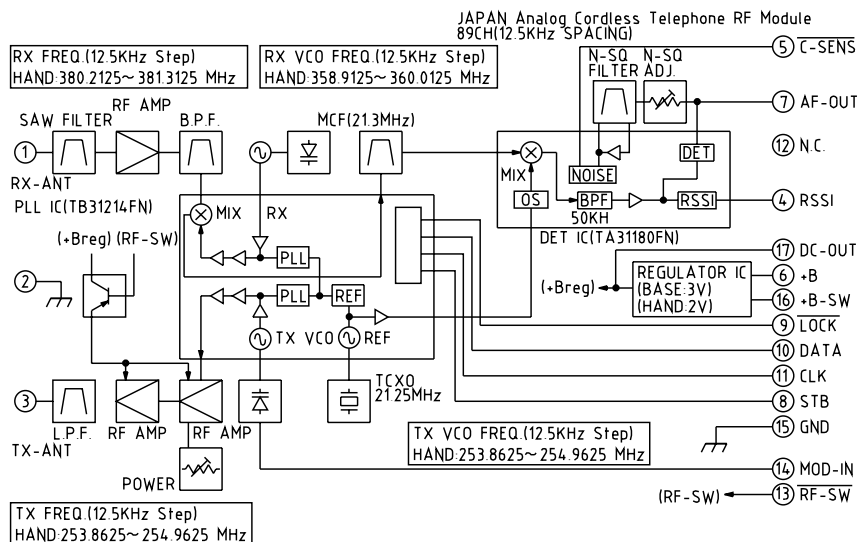 JAPAN Analog Cordless Telephone RF Module
89CH(12.5KHz SPACING)
RX FREQ.(12.5KHz Step)
HAND:380.2125~381.3125 MHz
RX VCO FREQ.(12.5KHz Step)
HAND:358.9125~360.0125 MHz
N-SQ FILTER
N-SQ ADJ.
5 C-SENS
7 AF-OUT
12 N.C.
4 RSSI
17 DC-OUT
6 +B
16 +B-SW
9 LOCK
10 DATA
11 CLK
8 STB
15 GND
14 MOD-IN
13 RF-SW
(RF-SW)
RF AMP
SAW FILTER
B.P.F.
MCF(21.3MHz)
1
RX-ANT
PLL IC(TB31214FN)
MIX
RX
PLL
PLL
REF
TX VCO
REF
MIX
OS
NOISE
DET
BPF
50KH
RSSI
DET IC(TA31180FN)
(+Breg)
REGULATOR IC
(BASE:3V)
(HAND:2V)
(+Breg)
(RF-SW)
2
3
TX-ANT
L.P.F.
RF AMP
RF AMP
POWER
TCXO
21.25MHz
TX VCO FREQ.(12.5KHz Step)
HAND:253.8625~254.9625 MHz
TX FREQ.(12.5KHz Step)
HAND:253.8625~254.9625 MHz